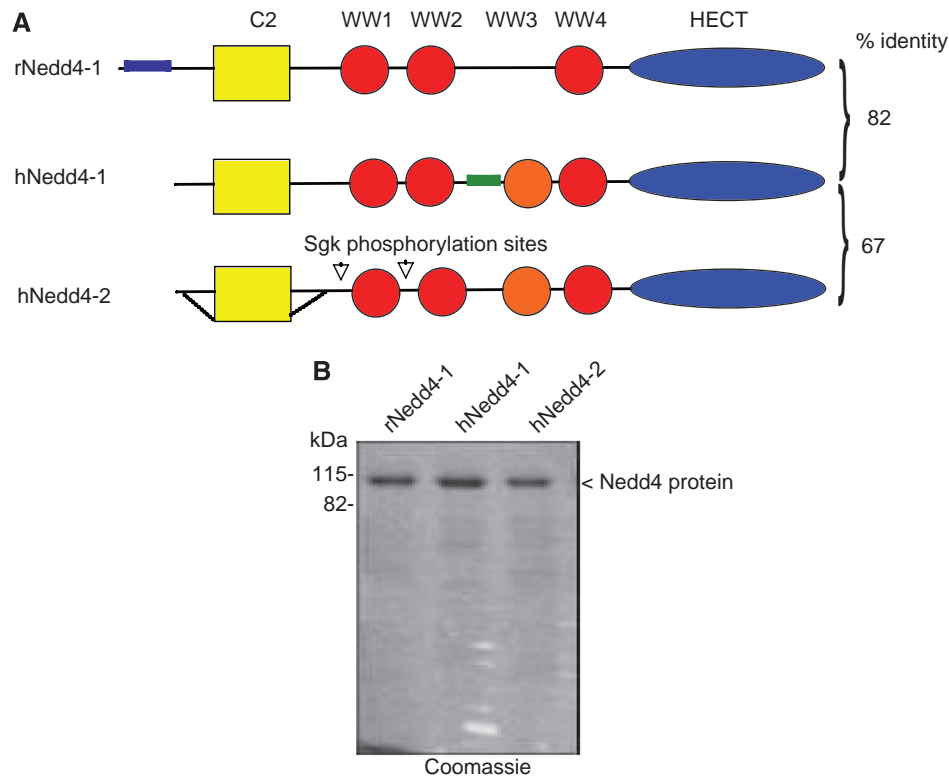 A
C2 WW1 WW2 WW3 WW4 HECT
% identity
rNedd4-1
82
hNedd4-1
67
Sgk phosphorylation sites
hNedd4-2
B
rNedd4-1 hNedd4-1 hNedd4-2
kDa
115-
< Nedd4 protein
82-
Coomassie